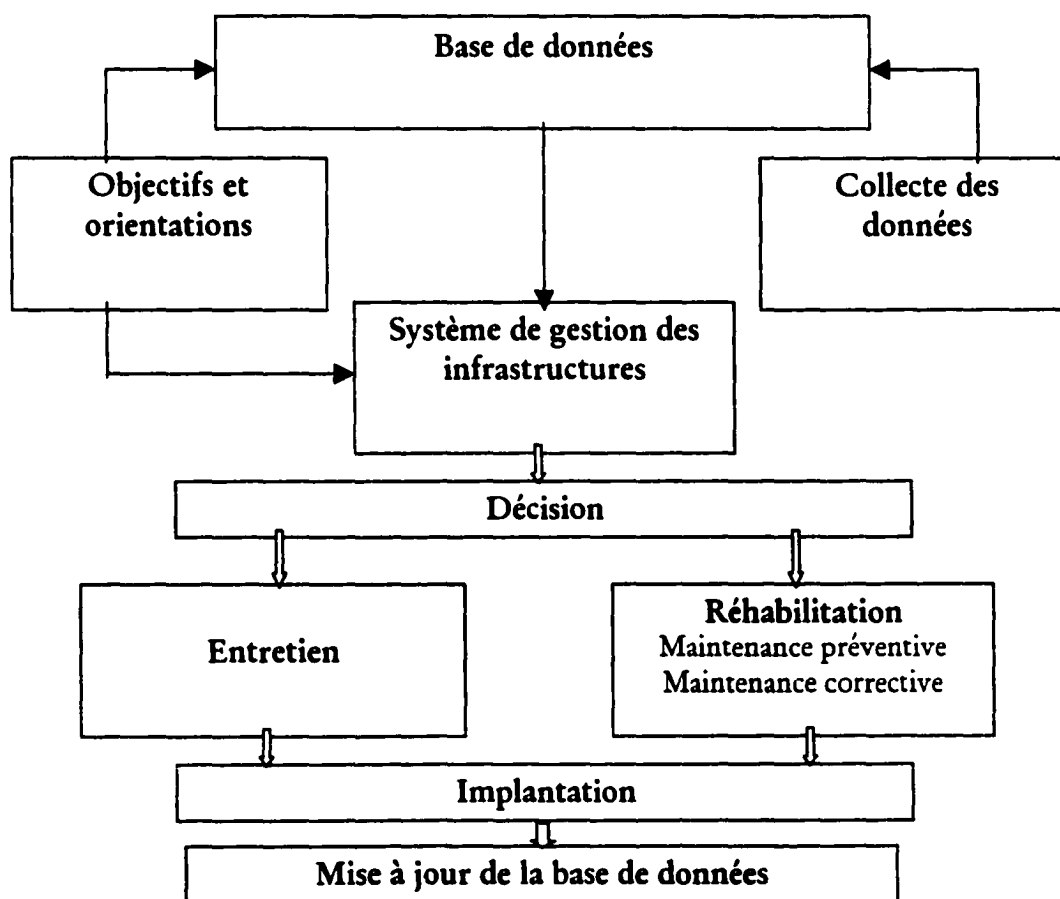 Base de données
Objectifs et
orientations
Collecte des
données
Système de gestion des
infrastructures
Décision
Entretien
Réhabilitation
Maintenance préventive
Maintenance corrective
Implantation
Mise à jour de la base de données